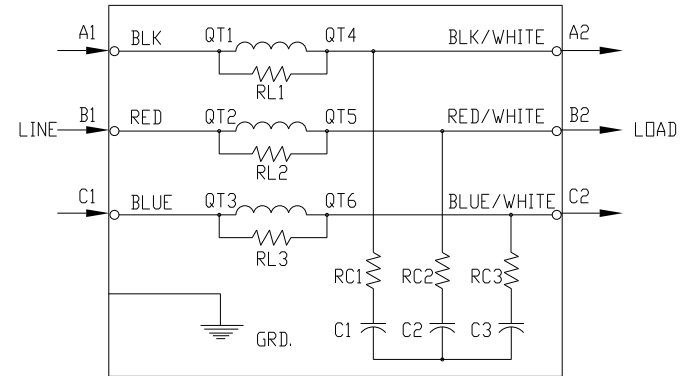 A1 BLK QT1 QT4 BLK/WHITE A2
RL1
LINE B1 RED QT2 QT5 RED/WHITE B2 LOAD
RL2
C1 BLUE QT3 QT6 BLUE/WHITE C2
RL3
RC1 RC2 RC3
GRD. C1 C2 C3